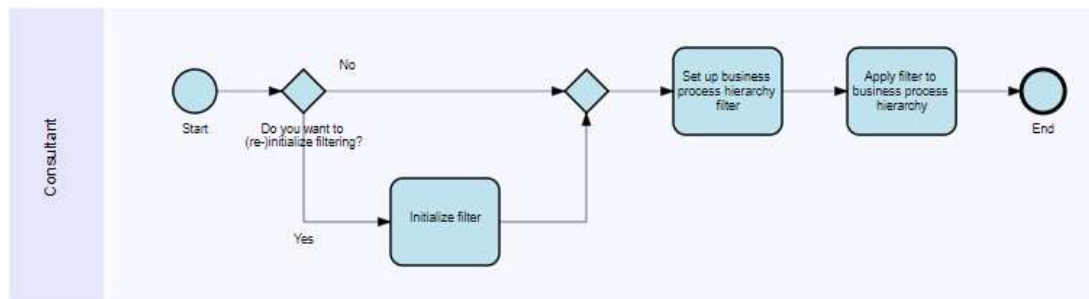 Consultant
Start
Do you want to
(re-)initialize filtering?
No
Yes
Initialize filter
Set up business
process hierarchy
filter
Apply filter to
business process
hierarchy
End